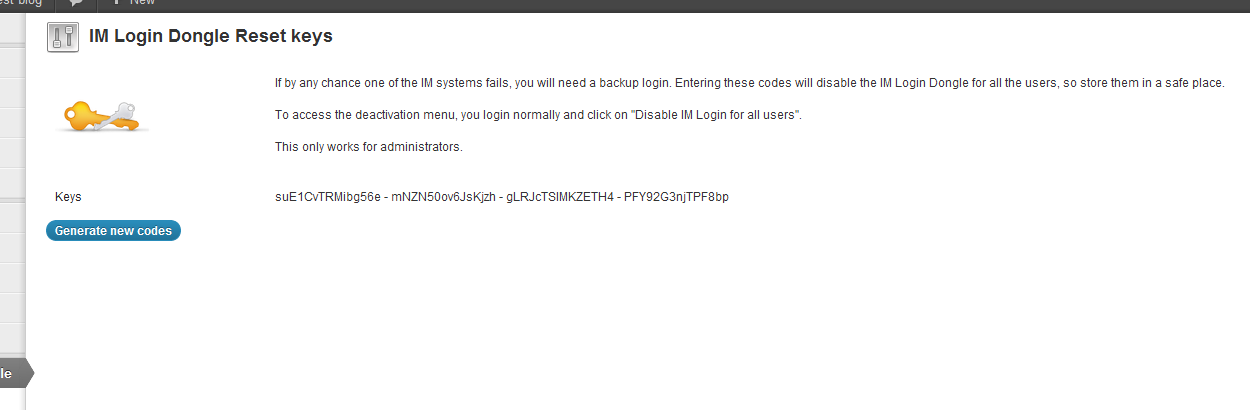 est blog New
IM Login Dongle Reset keys
If by any chance one of the IM systems fails, you will need a backup login. Entering these codes will disable the IM Login Dongle for all the users, so store them in a safe place.
To access the deactivation menu, you login normally and click on "Disable IM Login for all users".
This only works for administrators.
Keys suE1CvTRMibg56e - mNZN50ov6JsKjzh - gLRJcTSlMKZETH4 - PFY92G3njTPF8bp
Generate new codes
le